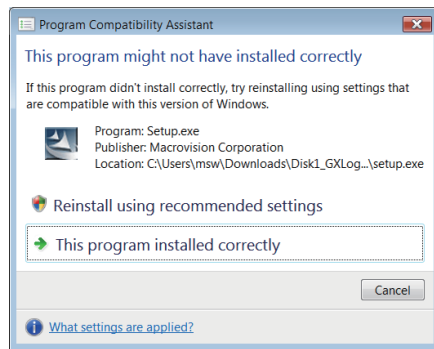 Program Compatibility Assistant
This program might not have installed correctly
If this program didn't install correctly, try reinstalling using settings that
are compatible with this version of Windows.
Program: Setup.exe
Publisher: Macrovision Corporation
Location: C:\Users\msw\Downloads\Disk1_GXLog...\setup.exe
Reinstall using recommended settings
This program installed correctly
Cancel
What settings are applied?